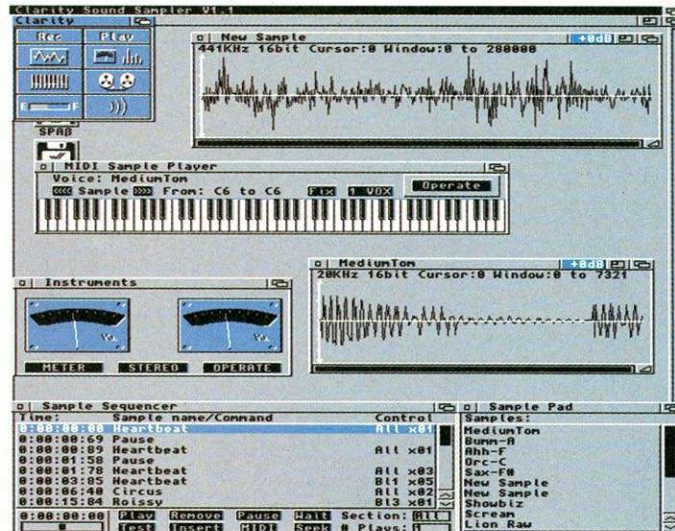 Clarity Sound Sampler V1.1
Clarity
Rec Play
E F
SPAß
New Sample +0dB
441KHz 16bit Cursor:0 Window:0 to 280000
MIDI Sample Player
Voice: MediumTom
<<<< Sample >>>> From: C6 to C6 Fix 1 VOX Operate
MediumTom +0dB
20KHz 16bit Cursor:0 Window:0 to 7321
Instruments
METER STEREO OPERATE
Sample Sequencer
Time: Sample name/Command Control
0:00:00:00 Heartbeat All x01
0:00:00:69 Pause
0:00:00:89 Heartbeat All x01
0:00:01:58 Pause
0:00:01:78 Heartbeat All x03
0:00:03:85 Heartbeat Bl1 x05
0:00:06:40 Circus All x02
0:00:15:84 Roissy Bl3 x01
0:00:00:00 Play Remove Pause Wait Section: All
Test Insert MIDI Seek # Plays:
Sample Pad
Samples:
MediumTom
Bumm-A
Ahh-F
Orc-C
Sax-F#
New Sample
New Sample
Showbiz
Scream
Lion Raw